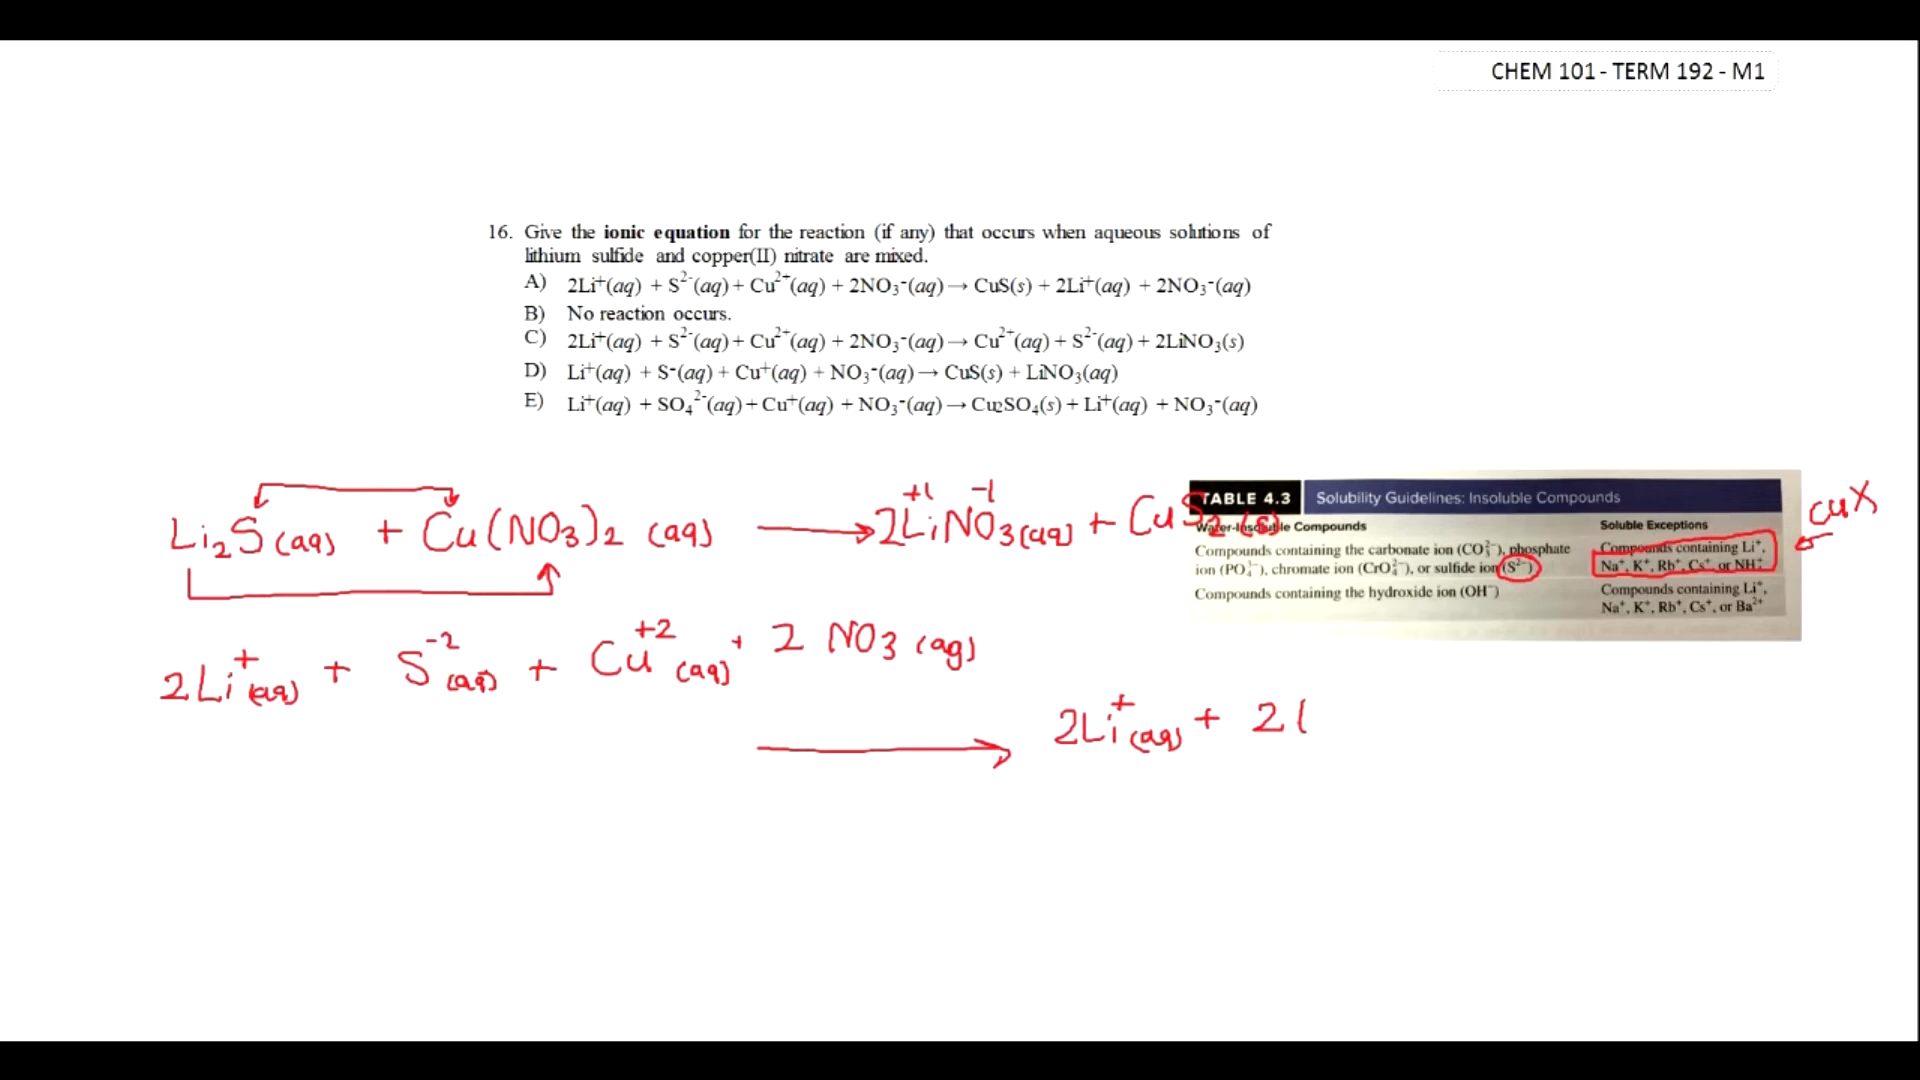 CHEM 101 - TERM 192 - M1
16. Give the ionic equation for the reaction (if any) that occurs when aqueous solutions of
lithium sulfide and copper(II) nitrate are mixed.
A) 2Li⁺(aq) + S²⁻(aq) + Cu²⁺(aq) + 2NO₃⁻(aq) → CuS(s) + 2Li⁺(aq) + 2NO₃⁻(aq)
B) No reaction occurs.
C) 2Li⁺(aq) + S²⁻(aq) + Cu²⁺(aq) + 2NO₃⁻(aq) → Cu²⁺(aq) + S²⁻(aq) + 2LiNO₃(s)
D) Li⁺(aq) + S⁻(aq) + Cu⁺(aq) + NO₃⁻(aq) → CuS(s) + LiNO₃(aq)
E) Li⁺(aq) + SO₄²⁻(aq) + Cu⁺(aq) + NO₃⁻(aq) → Cu₂SO₄(s) + Li⁺(aq) + NO₃⁻(aq)
+1 -1
Li₂S(aq) + Cu(NO₃)₂ (aq) → 2LiNO₃(aq) + CuS₂(s)
TABLE 4.3 Solubility Guidelines: Insoluble Compounds
Water-Insoluble Compounds Soluble Exceptions
Compounds containing the carbonate ion (CO₃²⁻), phosphate Compounds containing Li⁺,
ion (PO₄³⁻), chromate ion (CrO₄²⁻), or sulfide ion (S²⁻) Na⁺, K⁺, Rb⁺, Cs⁺, or NH₄⁺
Compounds containing the hydroxide ion (OH⁻) Compounds containing Li⁺,
Na⁺, K⁺, Rb⁺, Cs⁺, or Ba²⁺
Cu X
2Li⁺(aq) + S⁻²(aq) + Cu⁺²(aq) + 2 NO₃(aq)
→ 2Li⁺(aq) + 2(